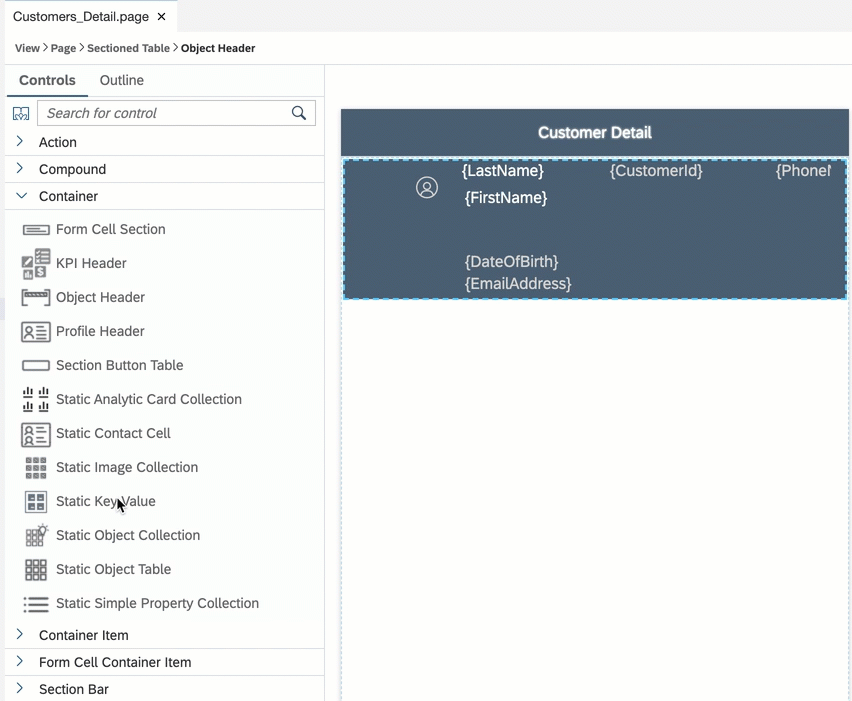 Customers_Detail.page ×
View > Page > Sectioned Table > Object Header
Controls Outline
Search for control
Action
Compound
Container
Form Cell Section
KPI Header
Object Header
Profile Header
Section Button Table
Static Analytic Card Collection
Static Contact Cell
Static Image Collection
Static Key Value
Static Object Collection
Static Object Table
Static Simple Property Collection
Container Item
Form Cell Container Item
Section Bar
Customer Detail
{LastName} {CustomerId} {Phone
{FirstName}
{DateOfBirth}
{EmailAddress}